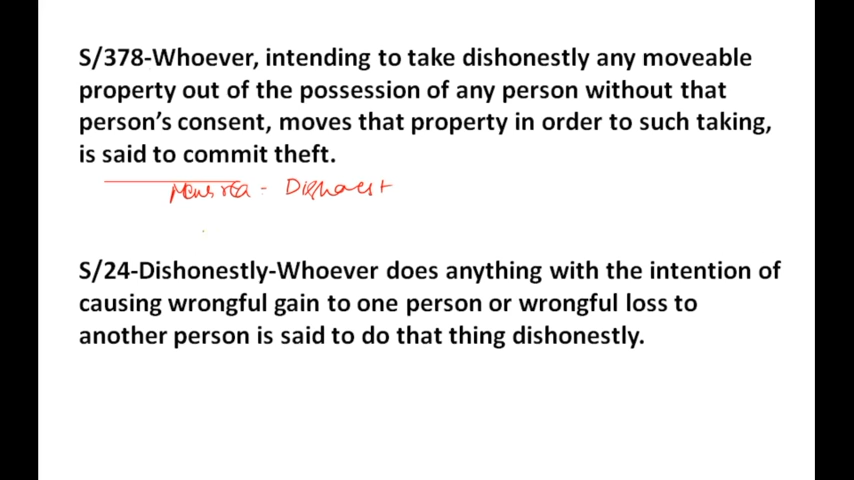 S/378-Whoever, intending to take dishonestly any moveable
property out of the possession of any person without that
person's consent, moves that property in order to such taking,
is said to commit theft.
Mens rea - Dishonest
S/24-Dishonestly-Whoever does anything with the intention of
causing wrongful gain to one person or wrongful loss to
another person is said to do that thing dishonestly.